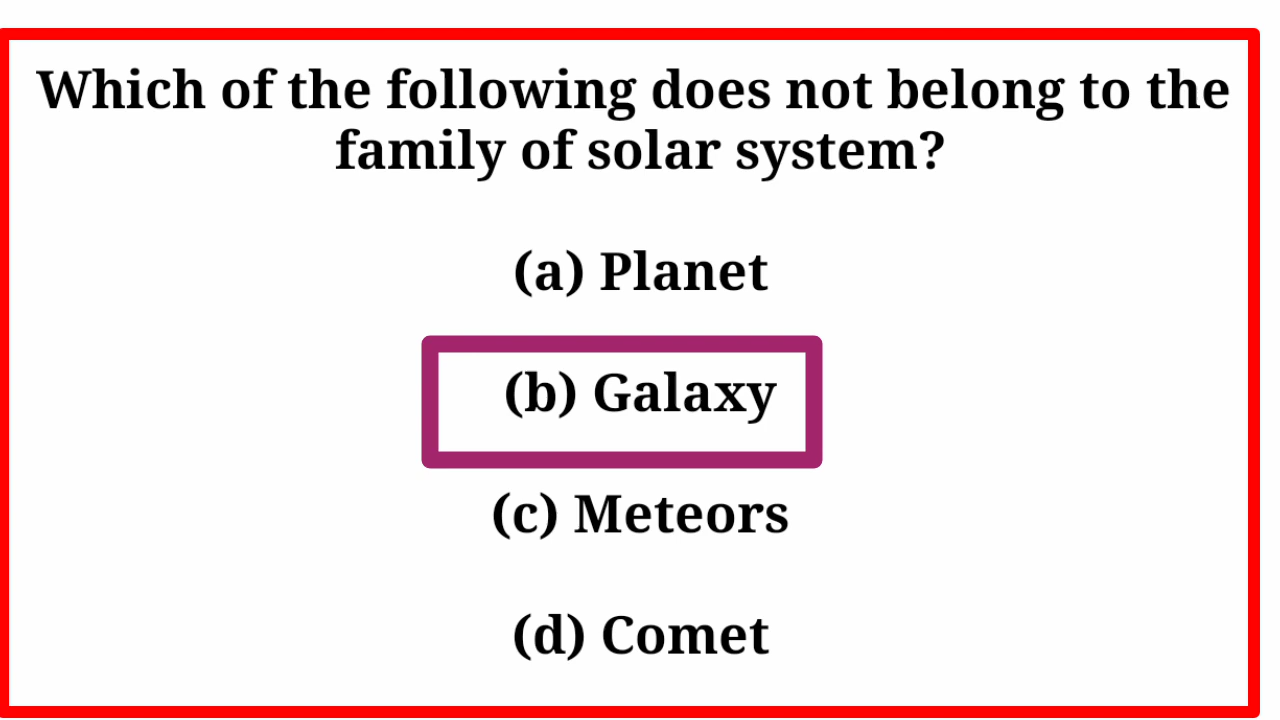 Which of the following does not belong to the
family of solar system?
(a) Planet
(b) Galaxy
(c) Meteors
(d) Comet